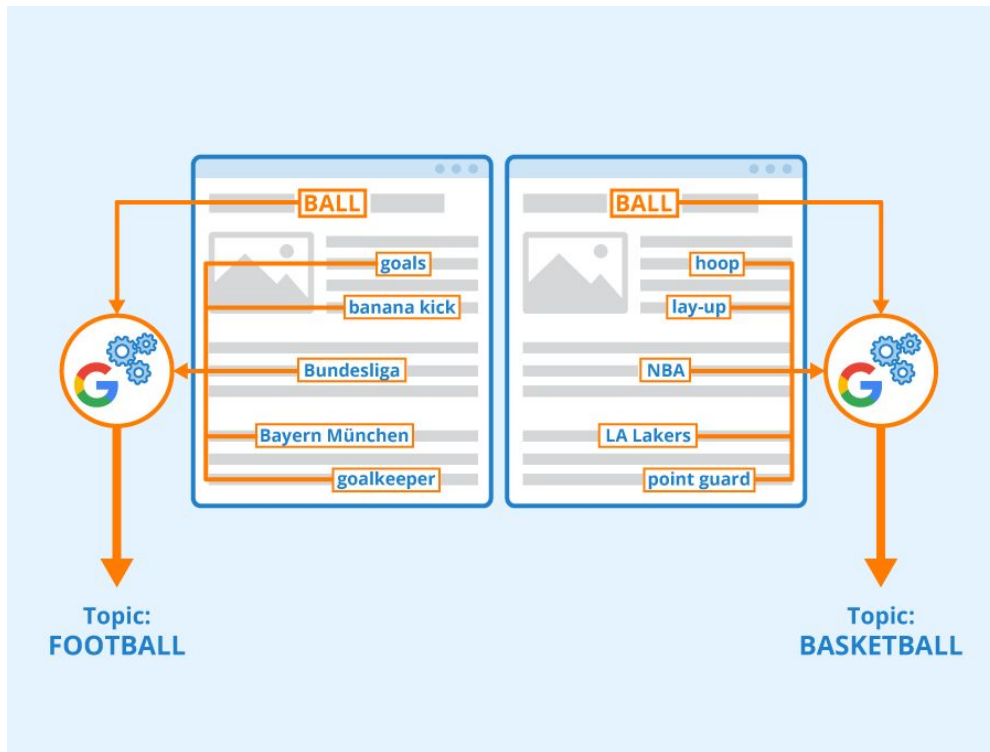 BALL
goals
banana kick
Bundesliga
Bayern München
goalkeeper
BALL
hoop
lay-up
NBA
LA Lakers
point guard
G
G
Topic:
FOOTBALL
Topic:
BASKETBALL